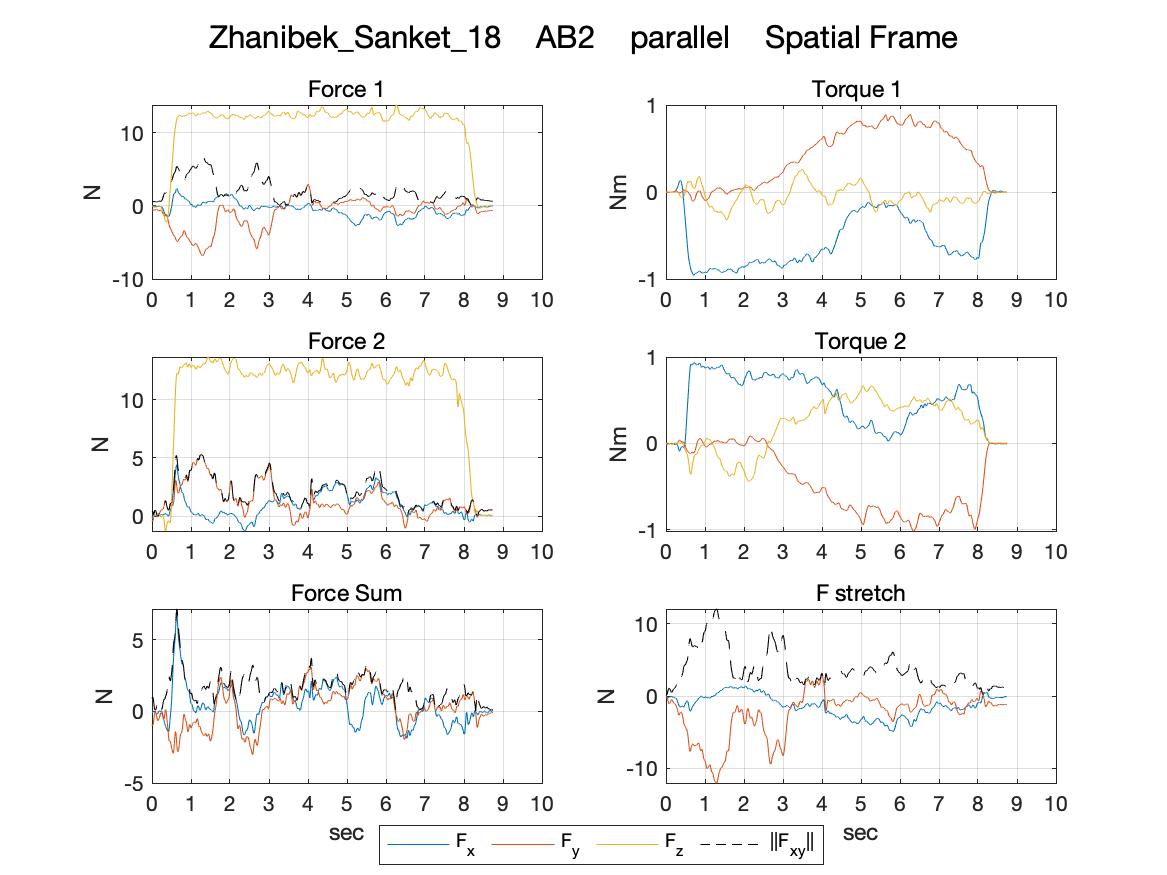 Zhanibek_Sanket_18 AB2 parallel Spatial Frame
Force 1
N
10
0
-10
0 1 2 3 4 5 6 7 8 9 10
Torque 1
Nm
1
0
-1
0 1 2 3 4 5 6 7 8 9 10
Force 2
N
10
5
0
0 1 2 3 4 5 6 7 8 9 10
Torque 2
Nm
1
0
-1
0 1 2 3 4 5 6 7 8 9 10
Force Sum
N
5
0
-5
0 1 2 3 4 5 6 7 8 9 10
sec
F stretch
N
10
0
-10
0 1 2 3 4 5 6 7 8 9 10
sec
Fx Fy Fz ||Fxy||